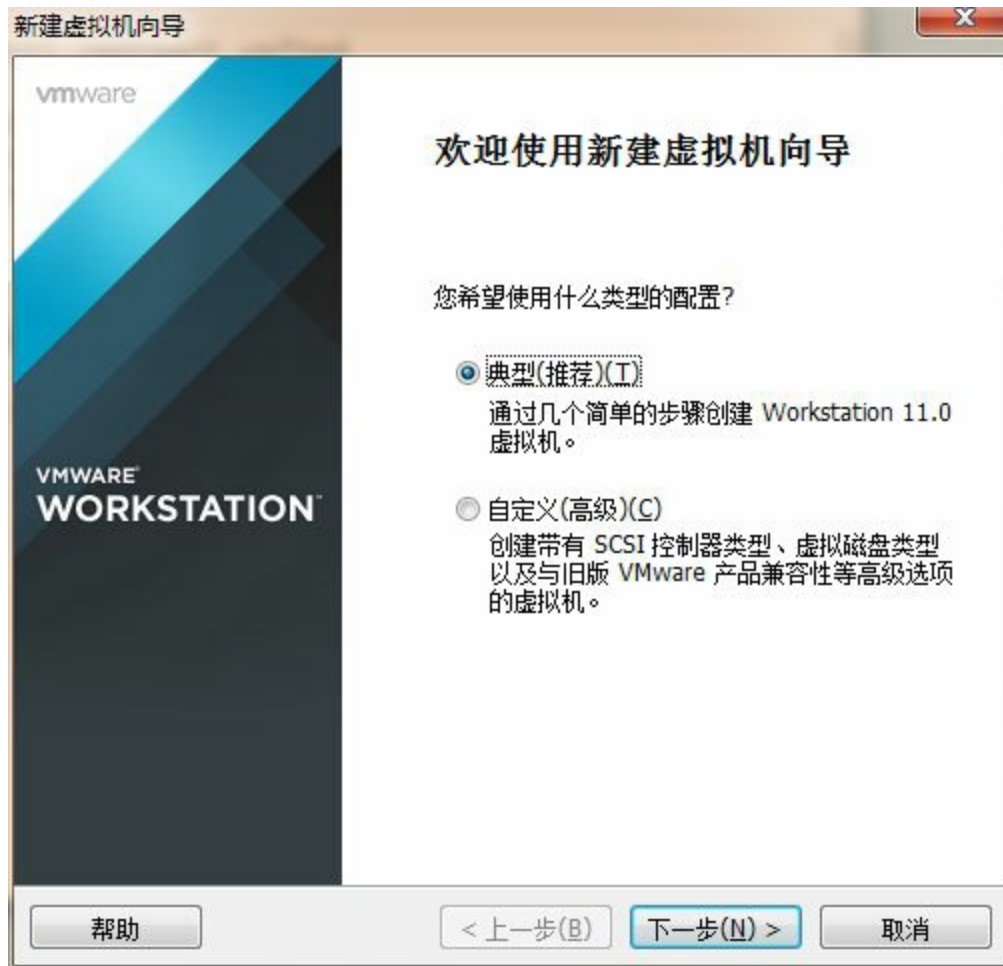 新建虚拟机向导
vmware
欢迎使用新建虚拟机向导
您希望使用什么类型的配置?
典型(推荐)(T)
通过几个简单的步骤创建 Workstation 11.0
虚拟机。
VMWARE
WORKSTATION™
自定义(高级)(C)
创建带有 SCSI 控制器类型、虚拟磁盘类型
以及与旧版 VMware 产品兼容性等高级选项
的虚拟机。
帮助
< 上一步(B)
下一步(N) >
取消